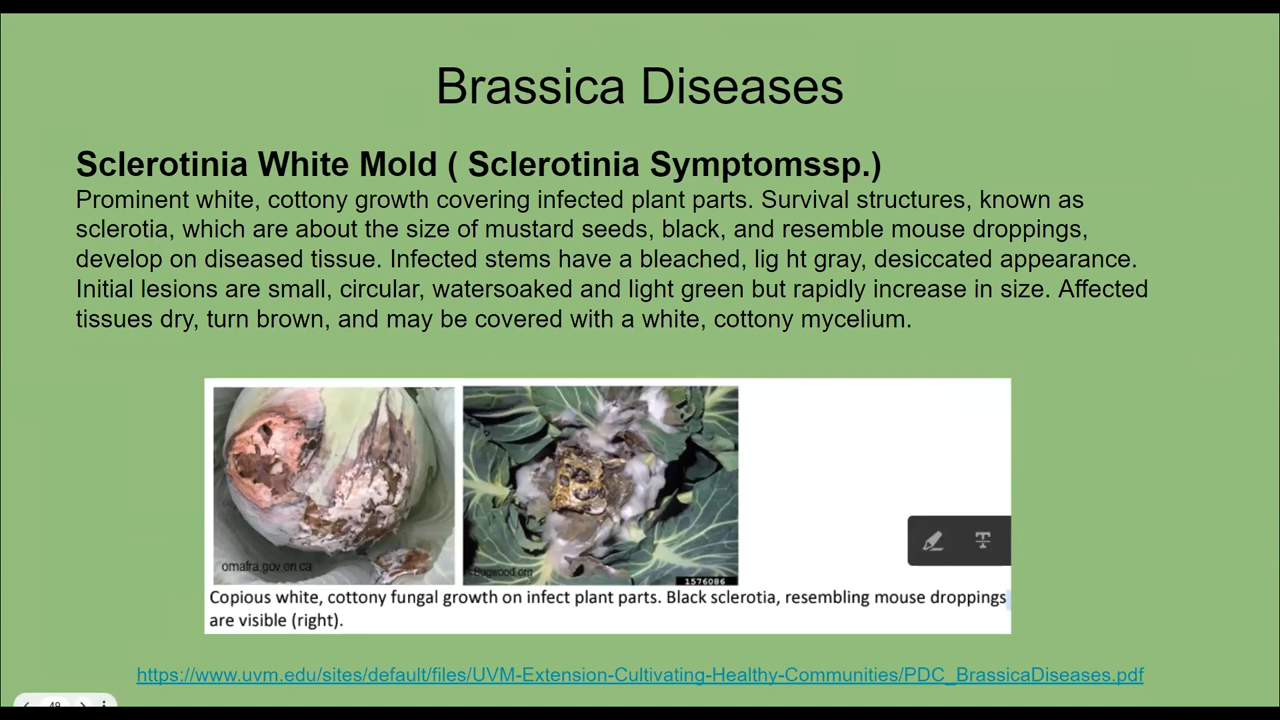 Brassica Diseases
Sclerotinia White Mold ( Sclerotinia Symptomssp.)
Prominent white, cottony growth covering infected plant parts. Survival structures, known as
sclerotia, which are about the size of mustard seeds, black, and resemble mouse droppings,
develop on diseased tissue. Infected stems have a bleached, lig ht gray, desiccated appearance.
Initial lesions are small, circular, watersoaked and light green but rapidly increase in size. Affected
tissues dry, turn brown, and may be covered with a white, cottony mycelium.
omafra.gov.on.ca
Bugwood.org
1576086
Copious white, cottony fungal growth on infect plant parts. Black sclerotia, resembling mouse droppings
are visible (right).
https://www.uvm.edu/sites/default/files/UVM-Extension-Cultivating-Healthy-Communities/PDC_BrassicaDiseases.pdf
49